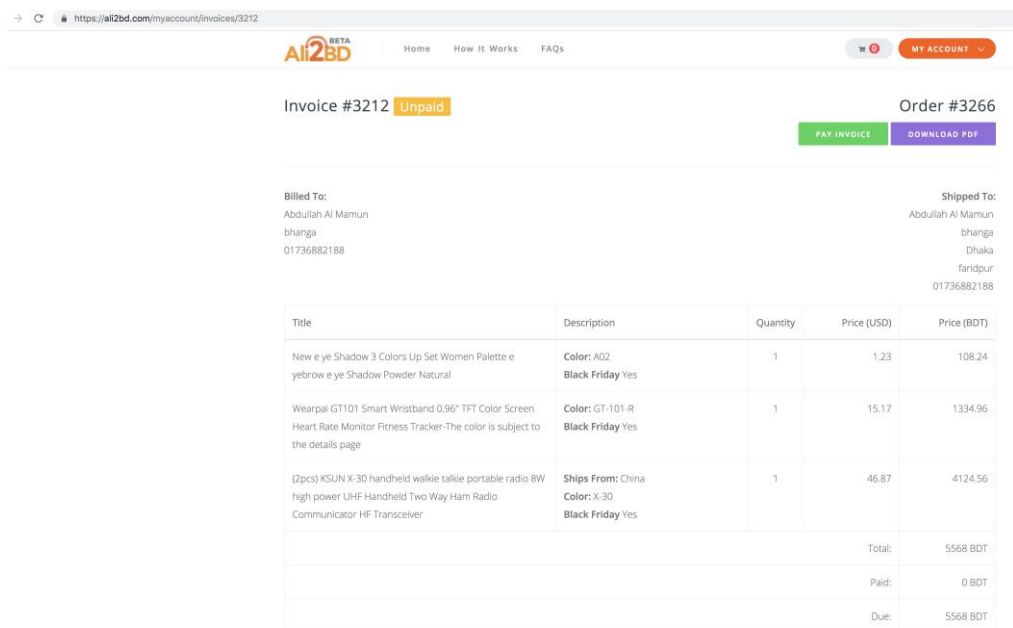 https://ali2bd.com/myaccount/invoices/3212
Ali2BD BETA
Home How It Works FAQs
0
MY ACCOUNT
Invoice #3212 Unpaid
Order #3266
PAY INVOICE DOWNLOAD PDF
Billed To:
Abdullah Al Mamun
bhanga
01736882188
Shipped To:
Abdullah Al Mamun
bhanga
Dhaka
faridpur
01736882188
Title Description Quantity Price (USD) Price (BDT)
New e ye Shadow 3 Colors Up Set Women Palette e
yebrow e ye Shadow Powder Natural
Color: A02
Black Friday Yes
1 1.23 108.24
Wearpai GT101 Smart Wristband 0.96" TFT Color Screen
Heart Rate Monitor Fitness Tracker-The color is subject to
the details page
Color: GT-101-R
Black Friday Yes
1 15.17 1334.96
(2pcs) KSUN X-30 handheld walkie talkie portable radio 8W
high power UHF Handheld Two Way Ham Radio
Communicator HF Transceiver
Ships From: China
Color: X-30
Black Friday Yes
1 46.87 4124.56
Total: 5568 BDT
Paid: 0 BDT
Due: 5568 BDT